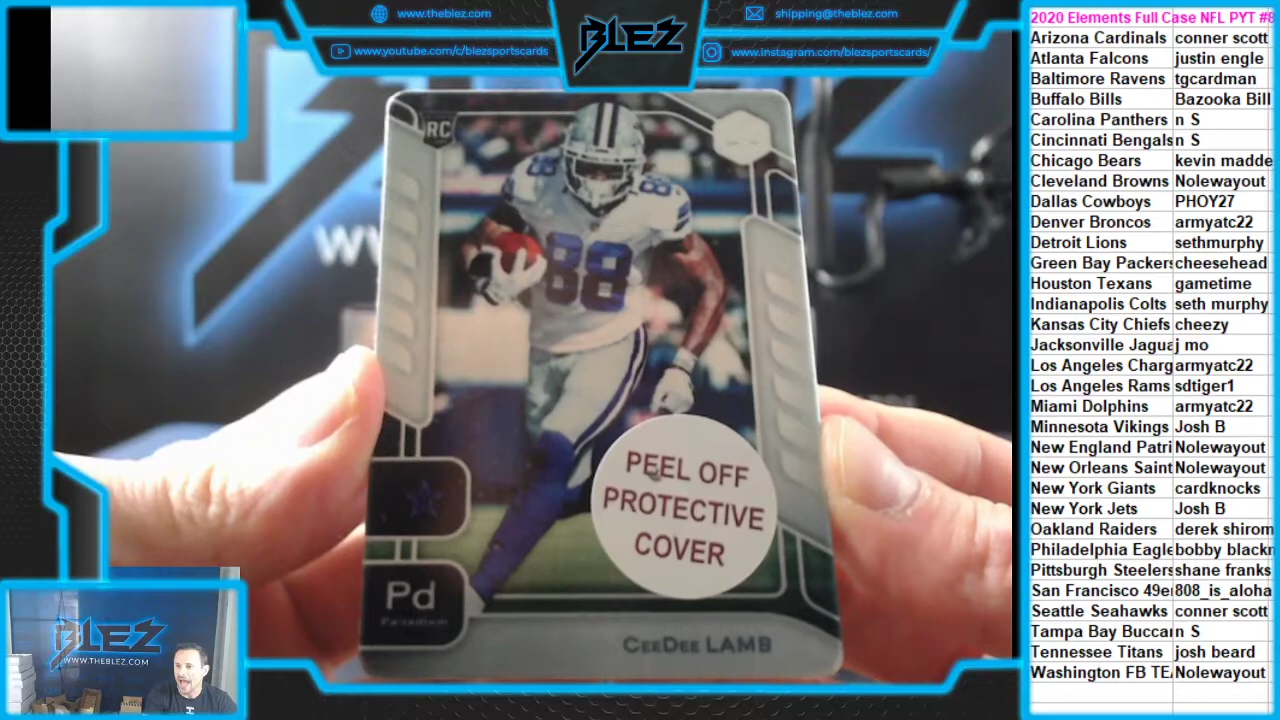 www.theblez.com
www.youtube.com/c/blezsportscards
BLEZ
shipping@theblez.com
www.instagram.com/blezsportscards/
RC
88
88
88
PEEL OFF
PROTECTIVE
COVER
Pd
Palladium
CeeDee LAMB
BLEZ
WWW.THEBLEZ.COM
2020 Elements Full Case NFL PYT #8
Arizona Cardinals conner scott
Atlanta Falcons justin engle
Baltimore Ravens tgcardman
Buffalo Bills Bazooka Bill
Carolina Panthers n S
Cincinnati Bengals n S
Chicago Bears kevin madde
Cleveland Browns Nolewayout
Dallas Cowboys PHOY27
Denver Broncos armyatc22
Detroit Lions sethmurphy
Green Bay Packers cheesehead
Houston Texans gametime
Indianapolis Colts seth murphy
Kansas City Chiefs cheezy
Jacksonville Jagua j mo
Los Angeles Charg armyatc22
Los Angeles Rams sdtiger1
Miami Dolphins armyatc22
Minnesota Vikings Josh B
New England Patri Nolewayout
New Orleans Saint Nolewayout
New York Giants cardknocks
New York Jets Josh B
Oakland Raiders derek shirom
Philadelphia Eagle bobby blackn
Pittsburgh Steelers shane franks
San Francisco 49e 808_is_aloha
Seattle Seahawks conner scott
Tampa Bay Buccan n S
Tennessee Titans josh beard
Washington FB TEA Nolewayout